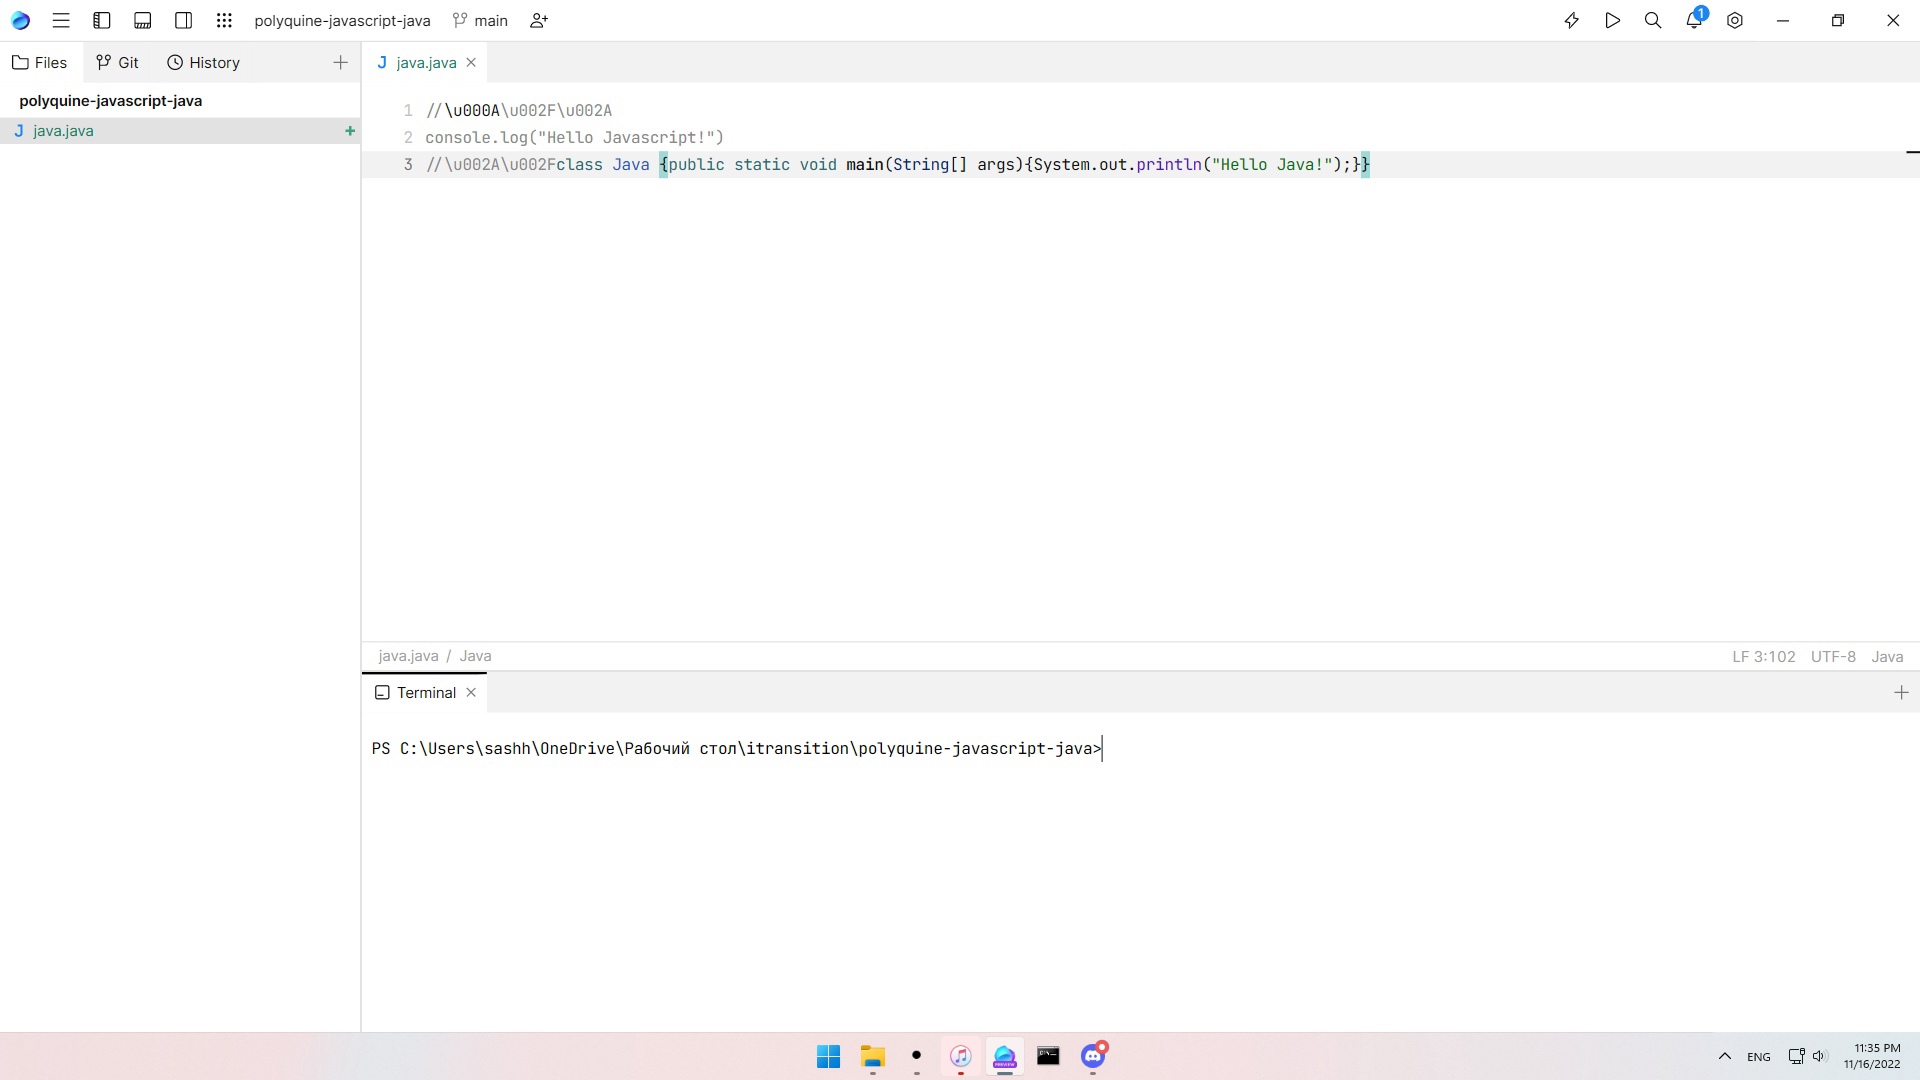 polyquine-javascript-java
main
1
Files
Git
History
polyquine-javascript-java
J java.java +
J java.java
1 //\u000A\u002F\u002A
2 console.log("Hello Javascript!")
3 //\u002A\u002Fclass Java {public static void main(String[] args){System.out.println("Hello Java!");}}
java.java / Java
LF 3:102 UTF-8 Java
Terminal
PS C:\Users\sashh\OneDrive\Рабочий стол\itransition\polyquine-javascript-java>
PREVIEW
ENG
11:35 PM
11/16/2022